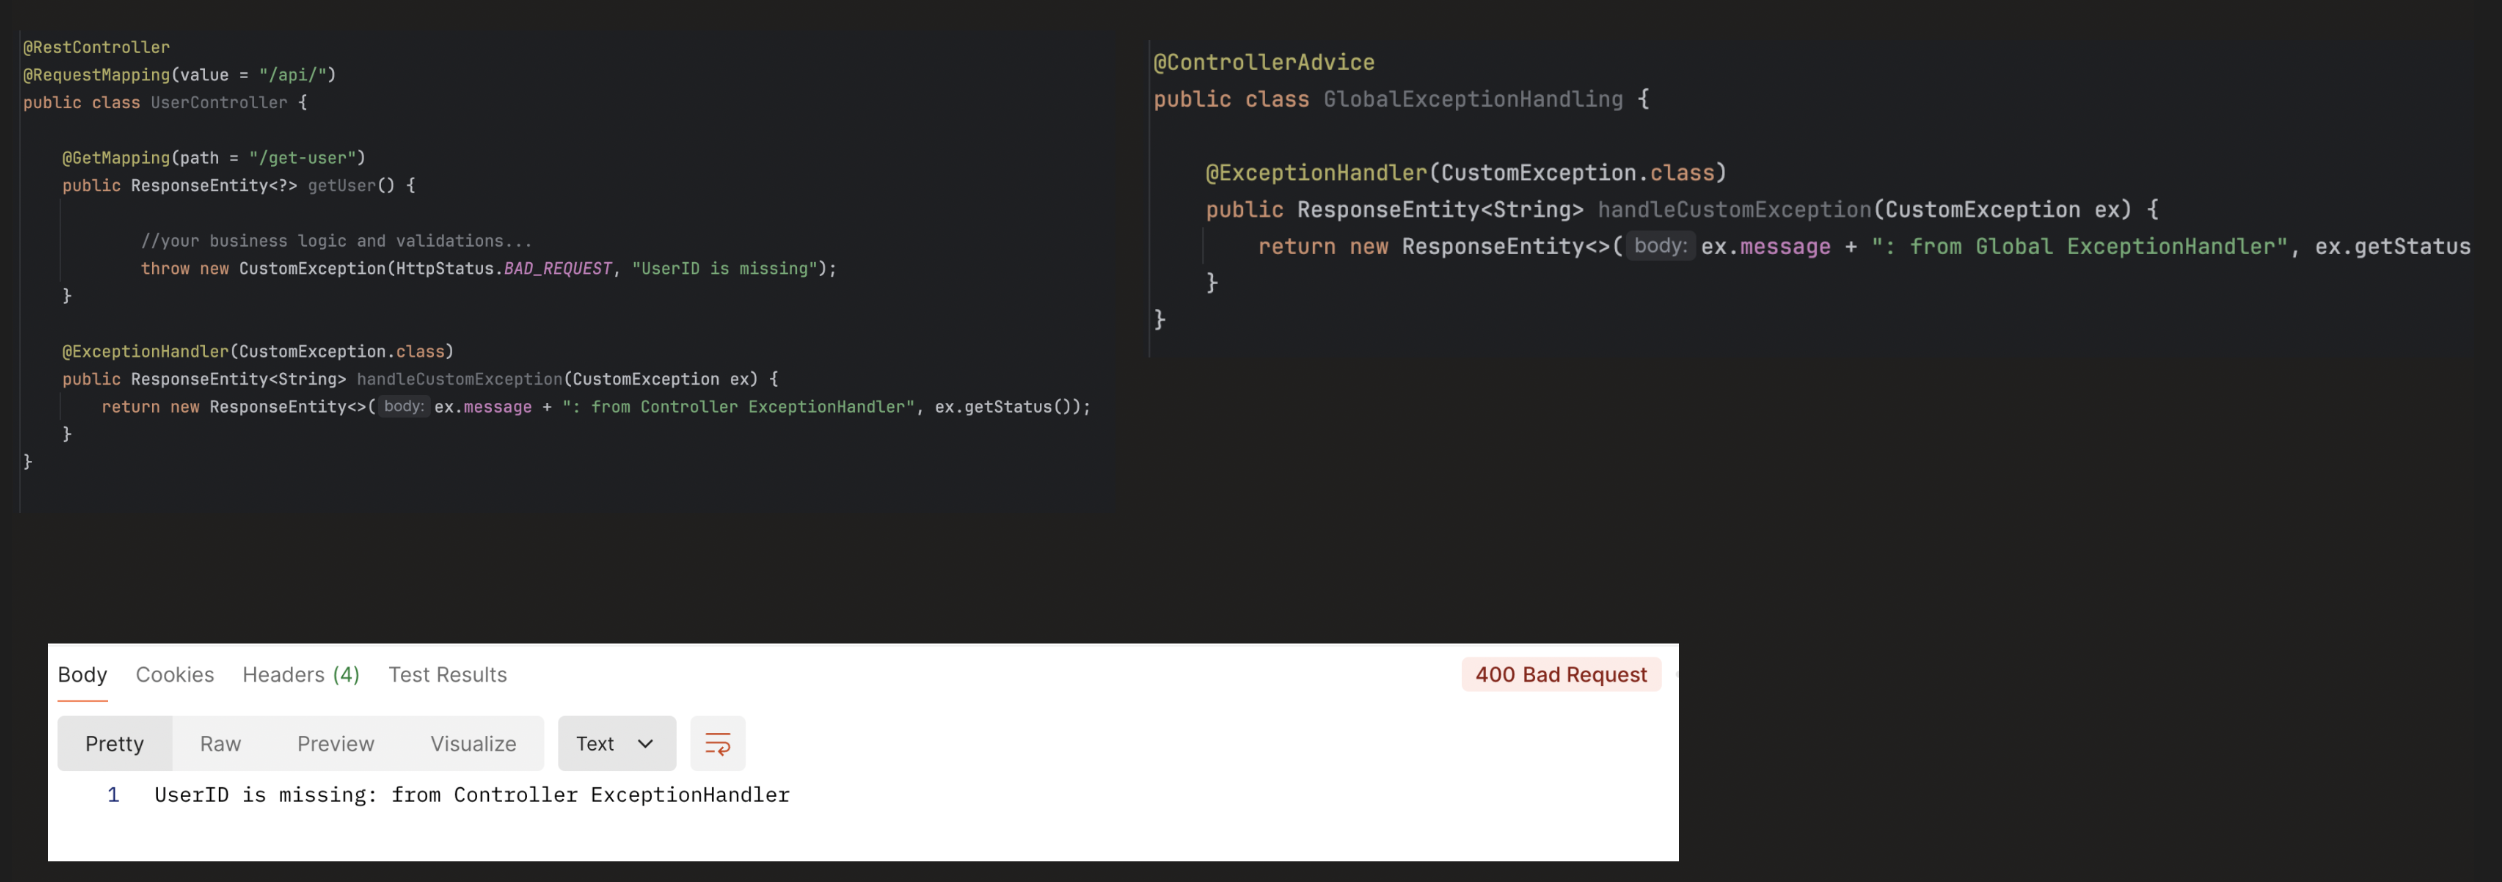 @RestController
@RequestMapping(value = "/api/")
public class UserController {
@GetMapping(path = "/get-user")
public ResponseEntity<?> getUser() {
//your business logic and validations...
throw new CustomException(HttpStatus.BAD_REQUEST, "UserID is missing");
}
@ExceptionHandler(CustomException.class)
public ResponseEntity<String> handleCustomException(CustomException ex) {
return new ResponseEntity<>( body: ex.message + ": from Controller ExceptionHandler", ex.getStatus());
}
}
@ControllerAdvice
public class GlobalExceptionHandling {
@ExceptionHandler(CustomException.class)
public ResponseEntity<String> handleCustomException(CustomException ex) {
return new ResponseEntity<>( body: ex.message + ": from Global ExceptionHandler", ex.getStatus
}
}
Body Cookies Headers (4) Test Results 400 Bad Request
Pretty Raw Preview Visualize Text
1 UserID is missing: from Controller ExceptionHandler